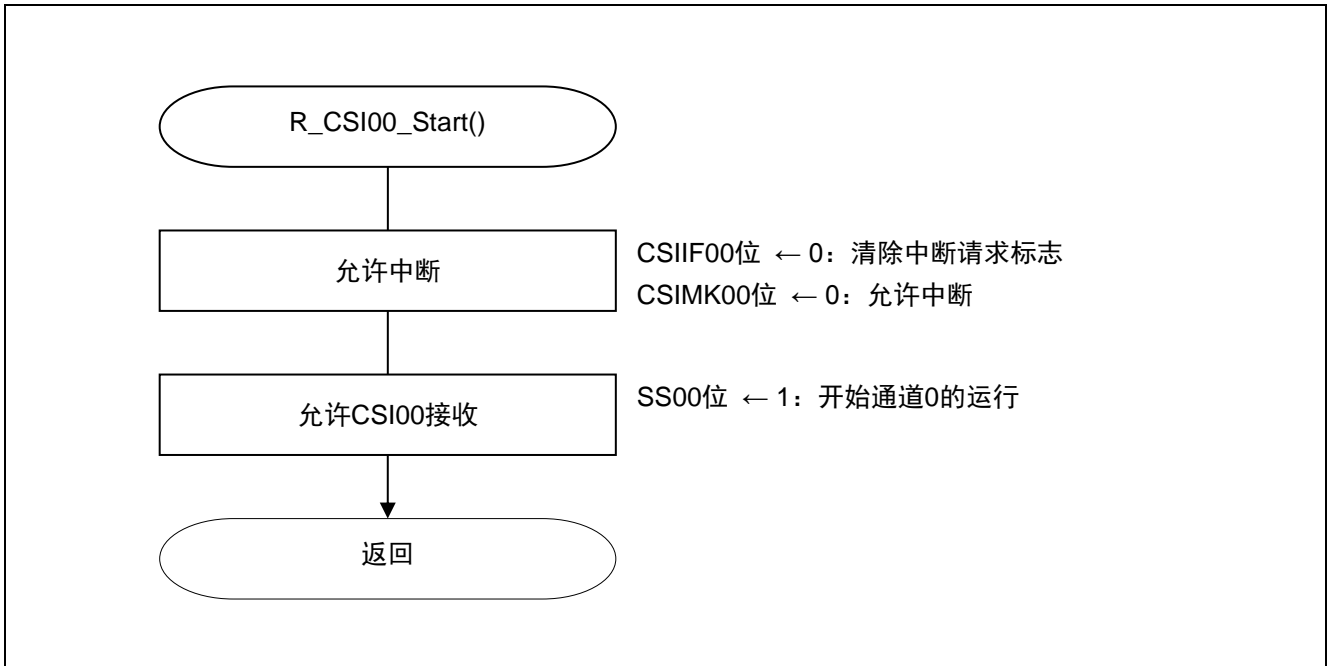 R_CSI00_Start()
允许中断
CSIIF00位 ← 0：清除中断请求标志
CSIMK00位 ← 0：允许中断
允许CSI00接收
SS00位 ← 1：开始通道0的运行
返回